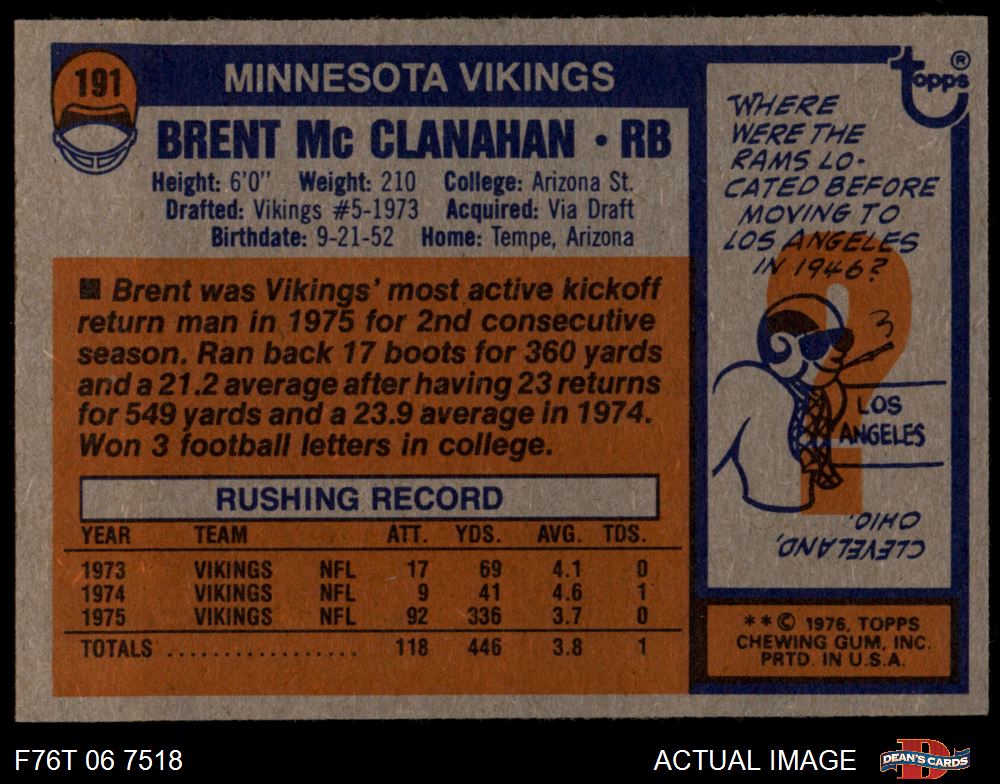 191
MINNESOTA VIKINGS
BRENT Mc CLANAHAN • RB
Height: 6'0" Weight: 210 College: Arizona St.
Drafted: Vikings #5-1973 Acquired: Via Draft
Birthdate: 9-21-52 Home: Tempe, Arizona
■ Brent was Vikings' most active kickoff
return man in 1975 for 2nd consecutive
season. Ran back 17 boots for 360 yards
and a 21.2 average after having 23 returns
for 549 yards and a 23.9 average in 1974.
Won 3 football letters in college.
RUSHING RECORD
YEAR TEAM ATT. YDS. AVG. TDS.
1973 VIKINGS NFL 17 69 4.1 0
1974 VIKINGS NFL 9 41 4.6 1
1975 VIKINGS NFL 92 336 3.7 0
TOTALS ................. 118 446 3.8 1
topps®
WHERE
WERE THE
RAMS LO-
CATED BEFORE
MOVING TO
LOS ANGELES
IN 1946?
?
LOS
ANGELES
CLEVELAND,
OHIO.
**© 1976, TOPPS
CHEWING GUM, INC.
PRTD. IN U.S.A.
F76T 06 7518
ACTUAL IMAGE
D
DEAN'S CARDS